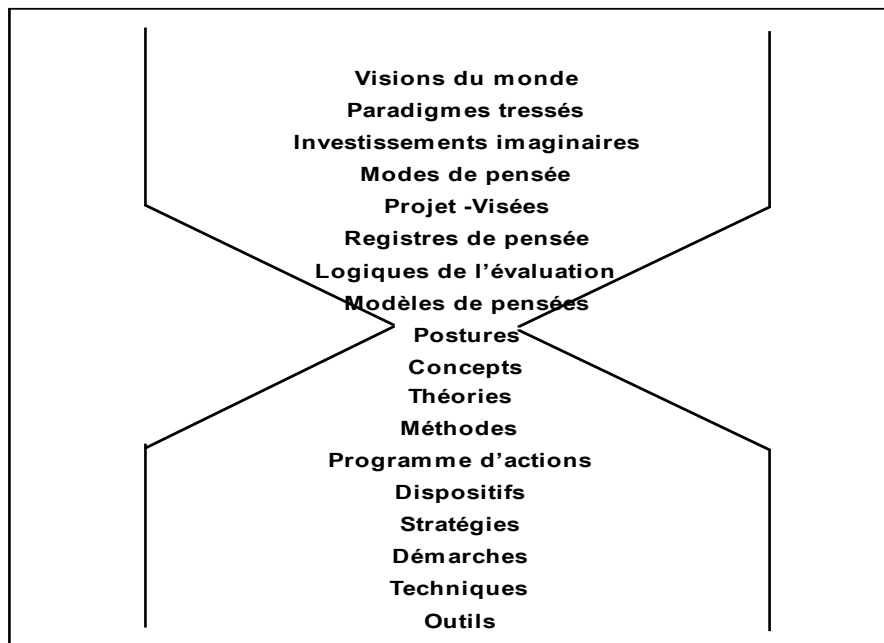 Visions du monde
Paradigmes tressés
Investissements imaginaires
Modes de pensée
Projet -Visées
Registres de pensée
Logiques de l'évaluation
Modèles de pensées
Postures
Concepts
Théories
Méthodes
Programme d'actions
Dispositifs
Stratégies
Démarches
Techniques
Outils